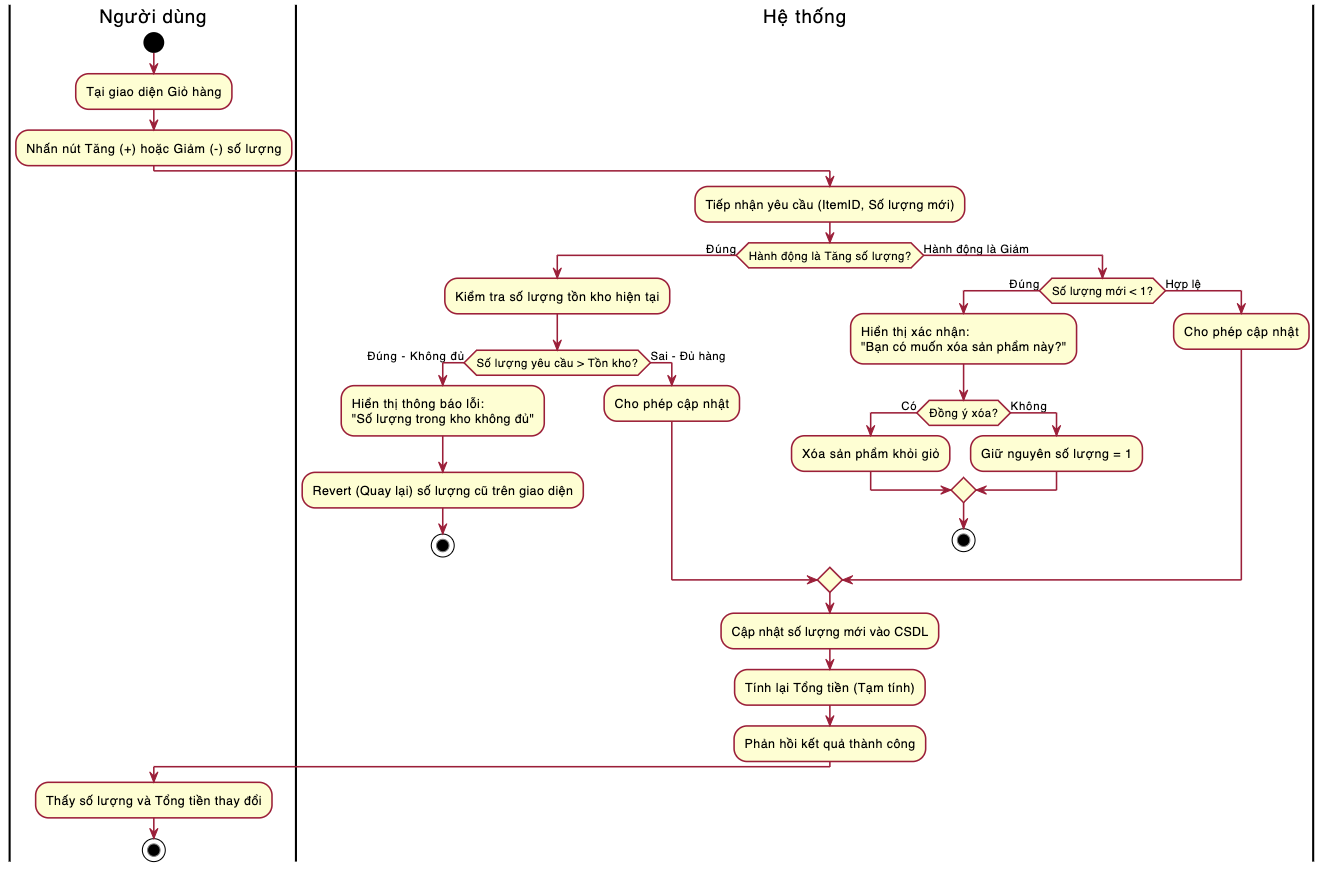 Người dùng
Hệ thống
Tại giao diện Giỏ hàng
Nhấn nút Tăng (+) hoặc Giảm (-) số lượng
Tiếp nhận yêu cầu (ItemID, Số lượng mới)
Hành động là Tăng số lượng?
Đúng
Hành động là Giảm
Kiểm tra số lượng tồn kho hiện tại
Số lượng yêu cầu > Tồn kho?
Đúng - Không đủ
Sai - Đủ hàng
Hiển thị thông báo lỗi:
"Số lượng trong kho không đủ"
Revert (Quay lại) số lượng cũ trên giao diện
Cho phép cập nhật
Số lượng mới < 1?
Đúng
Hợp lệ
Hiển thị xác nhận:
"Bạn có muốn xóa sản phẩm này?"
Đồng ý xóa?
Có
Không
Xóa sản phẩm khỏi giỏ
Giữ nguyên số lượng = 1
Cho phép cập nhật
Cập nhật số lượng mới vào CSDL
Tính lại Tổng tiền (Tạm tính)
Phản hồi kết quả thành công
Thấy số lượng và Tổng tiền thay đổi